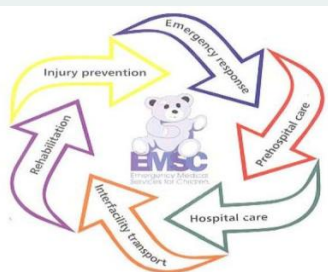 Injury prevention
Emergency response
Prehospital care
Hospital care
Interfacility transport
Rehabilitation
EMSC
Emergency Medical
Services for Children